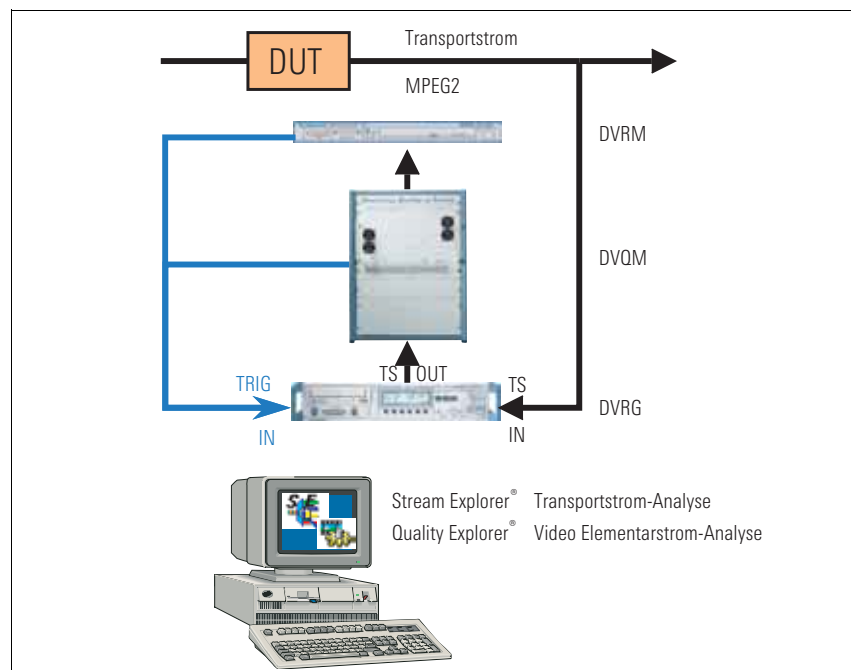 DUT
Transportstrom
MPEG2
DVRM
DVQM
TS OUT
TRIG
IN
TS
IN
DVRG
Stream Explorer® Transportstrom-Analyse
Quality Explorer® Video Elementarstrom-Analyse